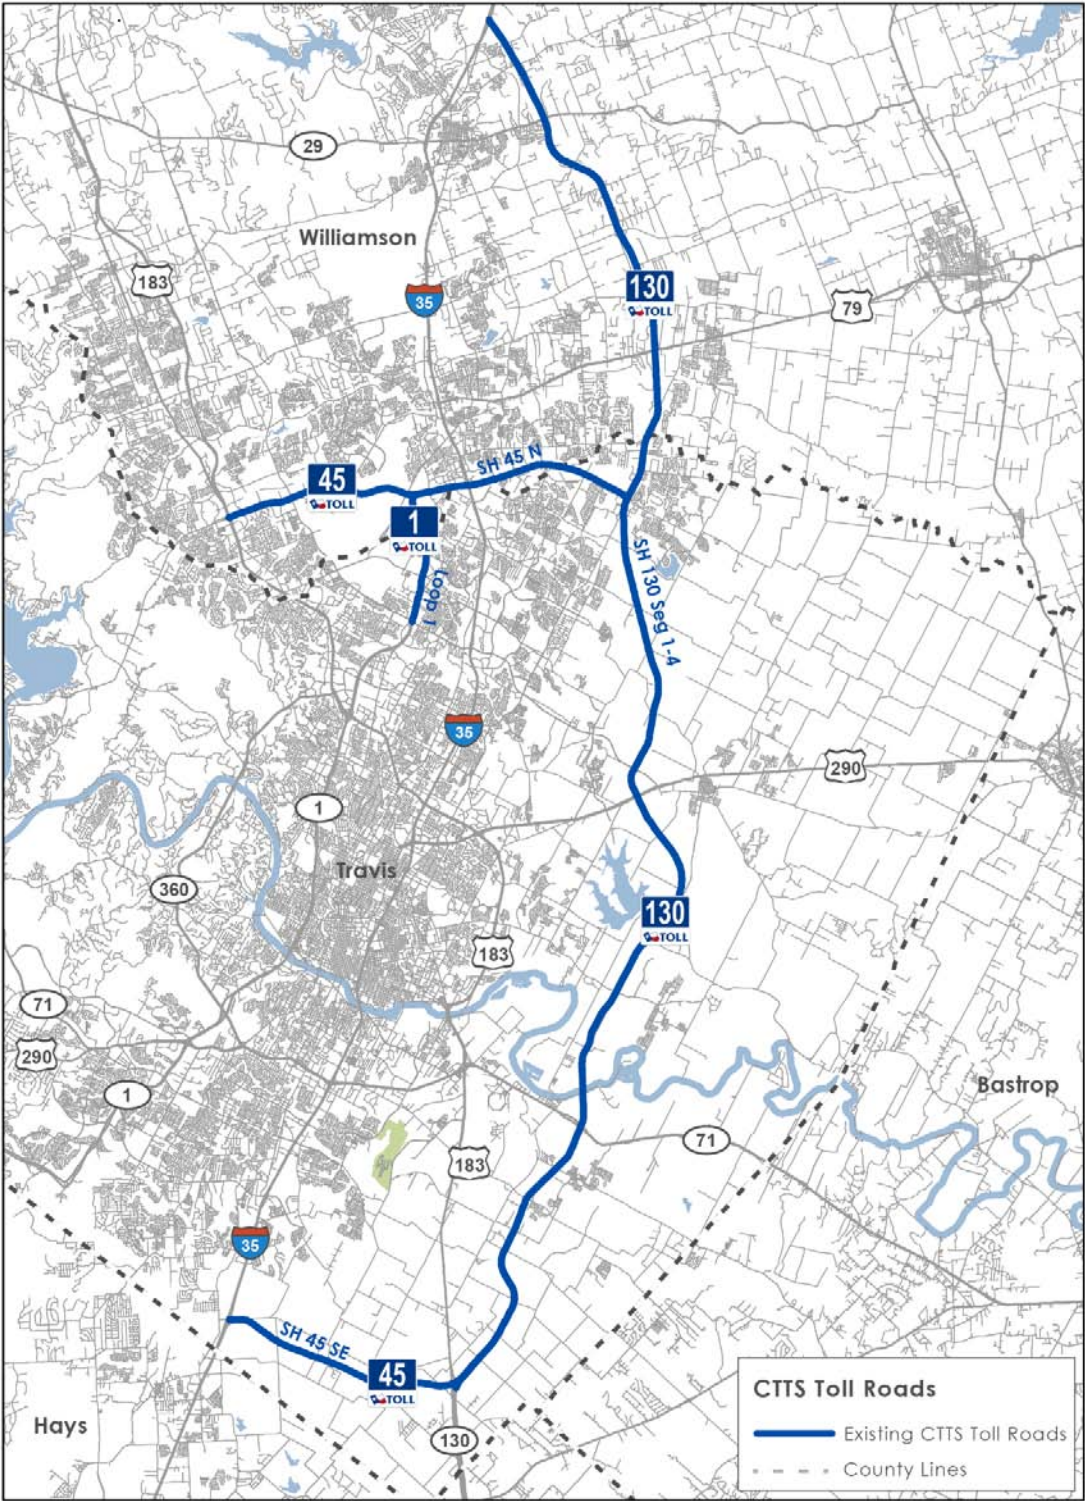 29
Williamson
183
35
130
TOLL
79
SH 45 N
45
TOLL
1
TOLL
Loop 1
SH 130 Seg 1-4
35
290
1
Travis
360
130
TOLL
183
71
290
1
Bastrop
71
183
35
SH 45 SE
45
TOLL
CTTS Toll Roads
Existing CTTS Toll Roads
County Lines
Hays
130